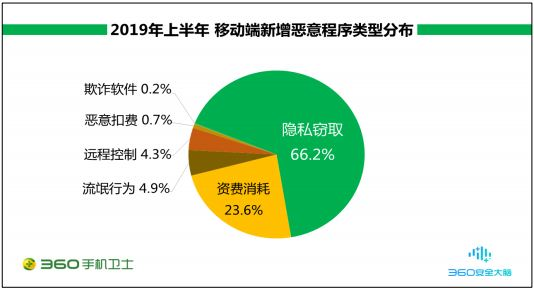 2019年上半年 移动端新增恶意程序类型分布
欺诈软件 0.2%
恶意扣费 0.7%
远程控制 4.3%
流氓行为 4.9%
隐私窃取
66.2%
资费消耗
23.6%
360手机卫士
360安全大脑